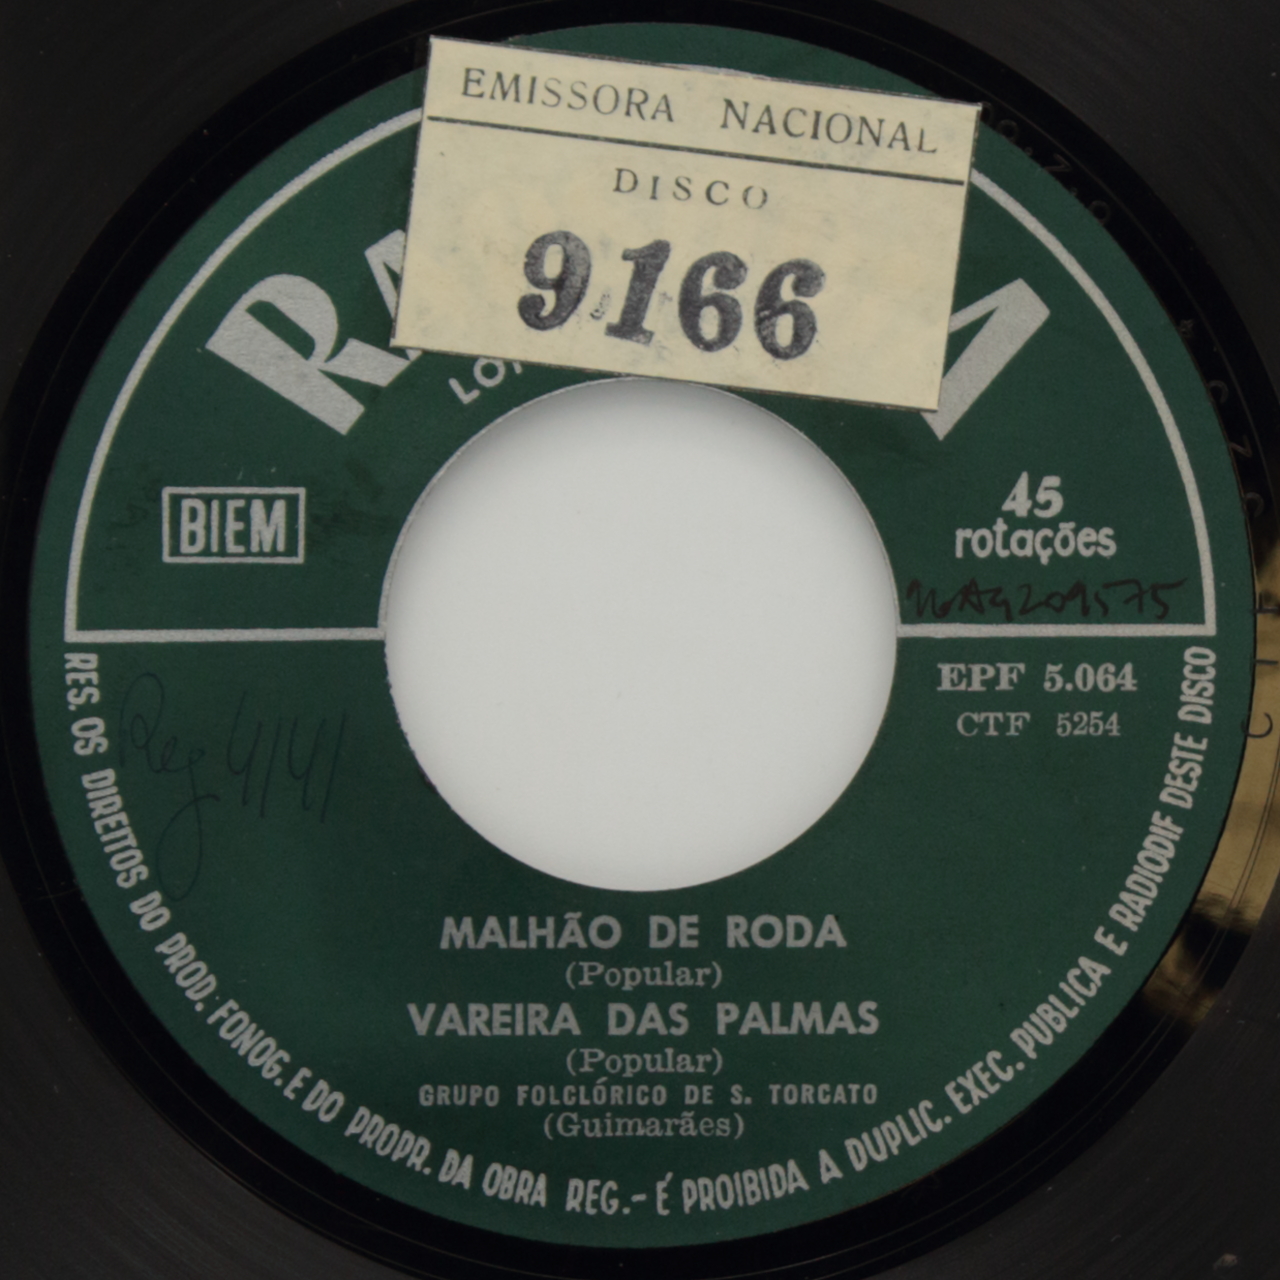 EMISSORA NACIONAL
DISCO
9166
BIEM
45
rotações
EPF 5.064
CTF 5254
Reg 4141
MALHÃO DE RODA
(Popular)
VAREIRA DAS PALMAS
(Popular)
GRUPO FOLCLÓRICO DE S. TORCATO
(Guimarães)
RES. OS DIREITOS DO PROD. FONOG. E DO PROPR. DA OBRA REG.- É PROIBIDA A DUPLIC. EXEC. PUBLICA E RADIODIF DESTE DISCO